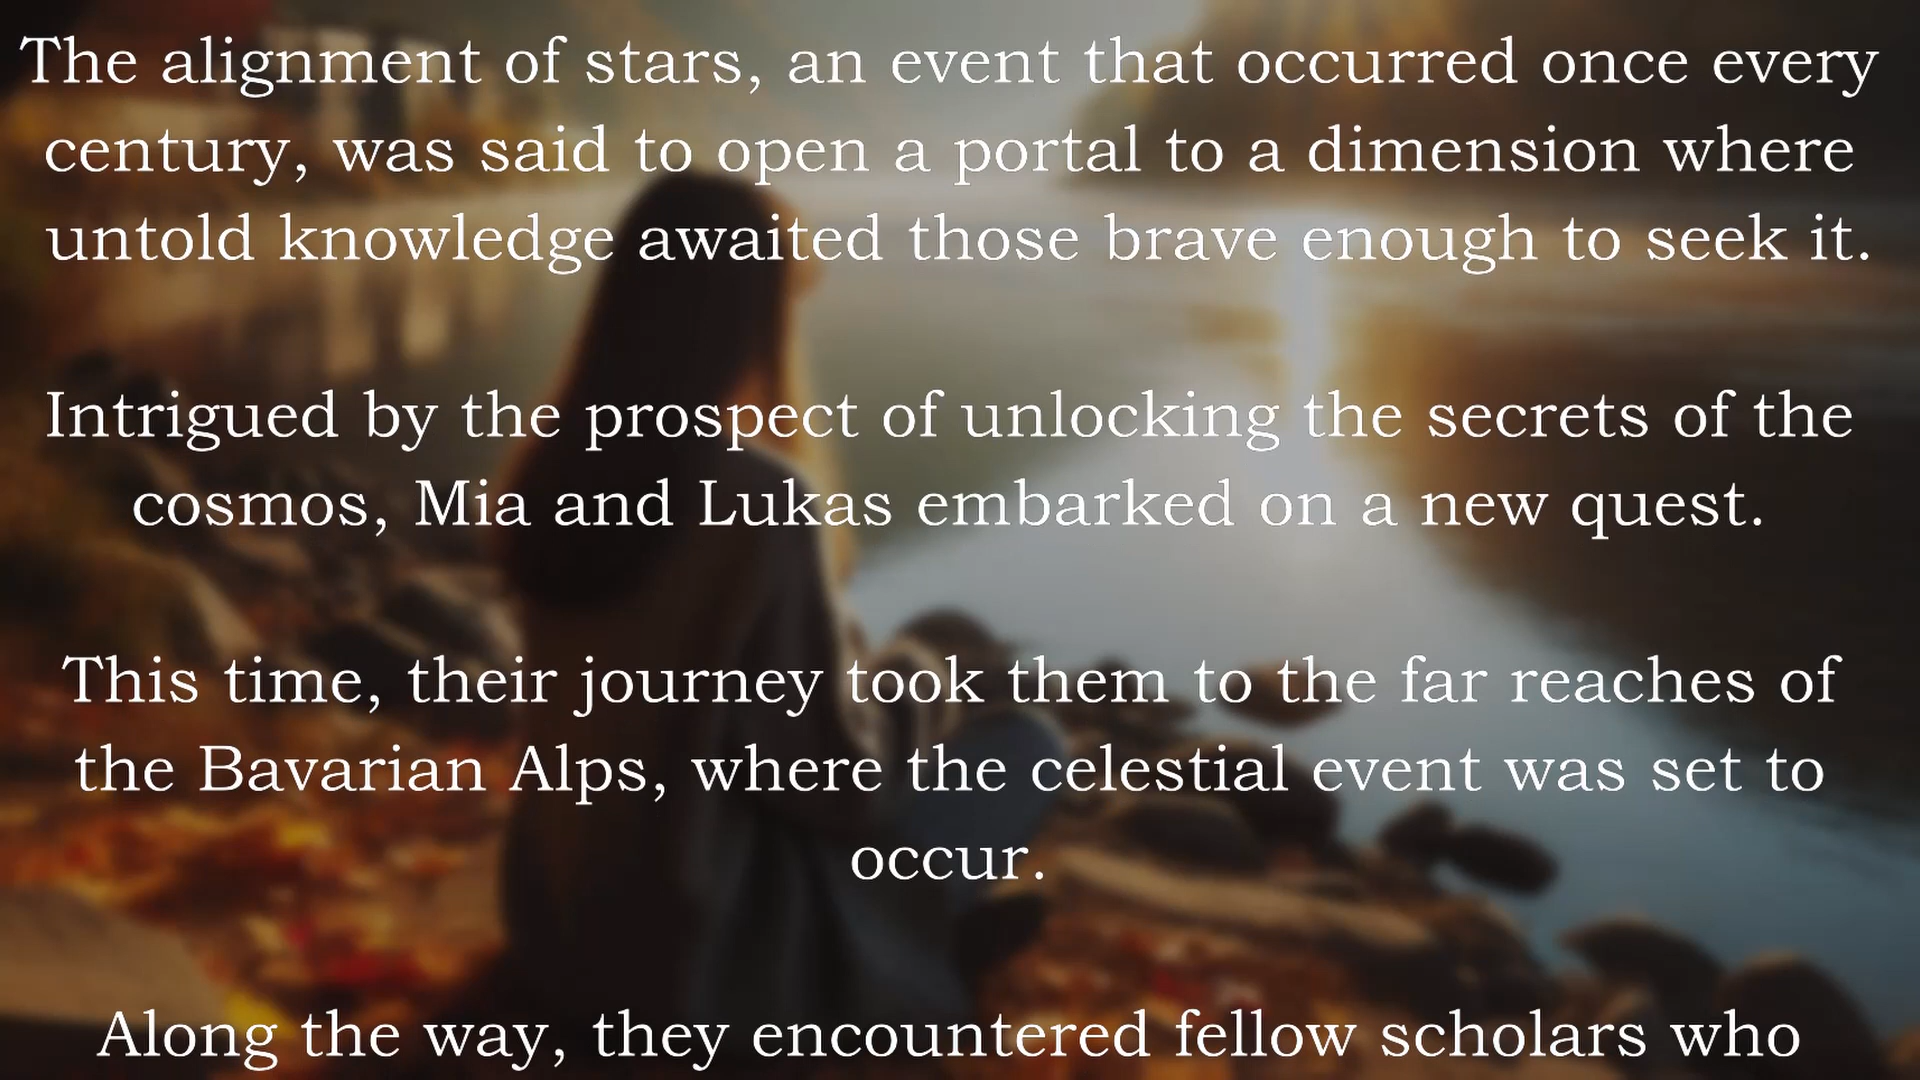 The alignment of stars, an event that occurred once every
century, was said to open a portal to a dimension where
untold knowledge awaited those brave enough to seek it.
Intrigued by the prospect of unlocking the secrets of the
cosmos, Mia and Lukas embarked on a new quest.
This time, their journey took them to the far reaches of
the Bavarian Alps, where the celestial event was set to
occur.
Along the way, they encountered fellow scholars who